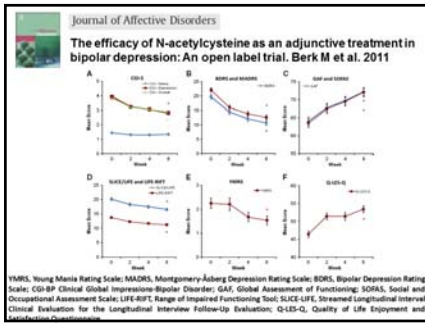 Journal of Affective Disorders
The efficacy of N-acetylcysteine as an adjunctive treatment in
bipolar depression: An open label trial. Berk M et al. 2011
A
CGI-S
B
BDRS and MADRS
C
GAF and SOFAS
Mean Score
Week
D
SLICE/LIFE and LIFE-RIFT
E
YMRS
F
Q-LES-Q
Mean Score
Week
YMRS, Young Mania Rating Scale; MADRS, Montgomery-Åsberg Depression Rating Scale; BDRS, Bipolar Depression Rating
Scale; CGI-BP Clinical Global Impressions-Bipolar Disorder; GAF, Global Assessment of Functioning; SOFAS, Social and
Occupational Assessment Scale; LIFE-RIFT, Range of Impaired Functioning Tool; SLICE-LIFE, Streamed Longitudinal Interval
Clinical Evaluation for the Longitudinal Interview Follow-Up Evaluation; Q-LES-Q, Quality of Life Enjoyment and
Satisfaction Questionnaire